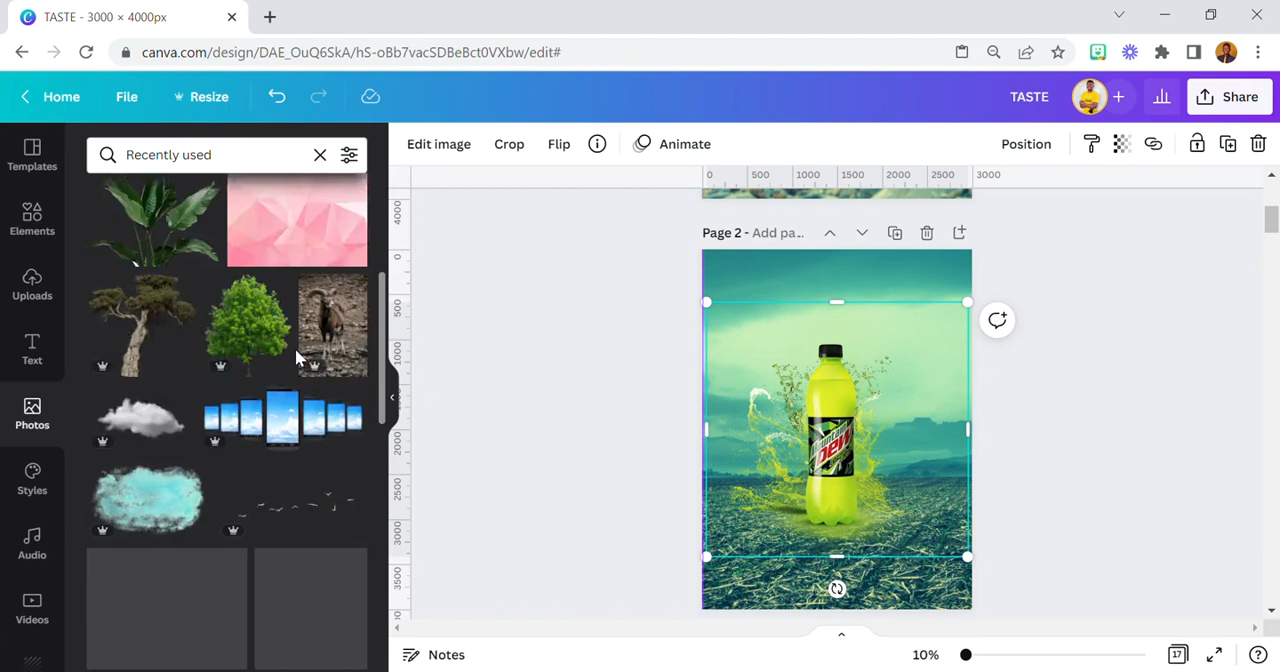 TASTE - 3000 × 4000px
canva.com/design/DAE_OuQ6SkA/hS-oBb7vacSDBeBct0VXbw/edit#
Home
File
Resize
TASTE
Share
Templates
Elements
Uploads
Text
Photos
Styles
Audio
Videos
Recently used
Edit image
Crop
Flip
Animate
Position
0 500 1000 1500 2000 2500 3000
4000
0
500
1000
2000
2500
3000
3500
Page 2 - Add pa...
Mountain
Dew
Notes
10%
17